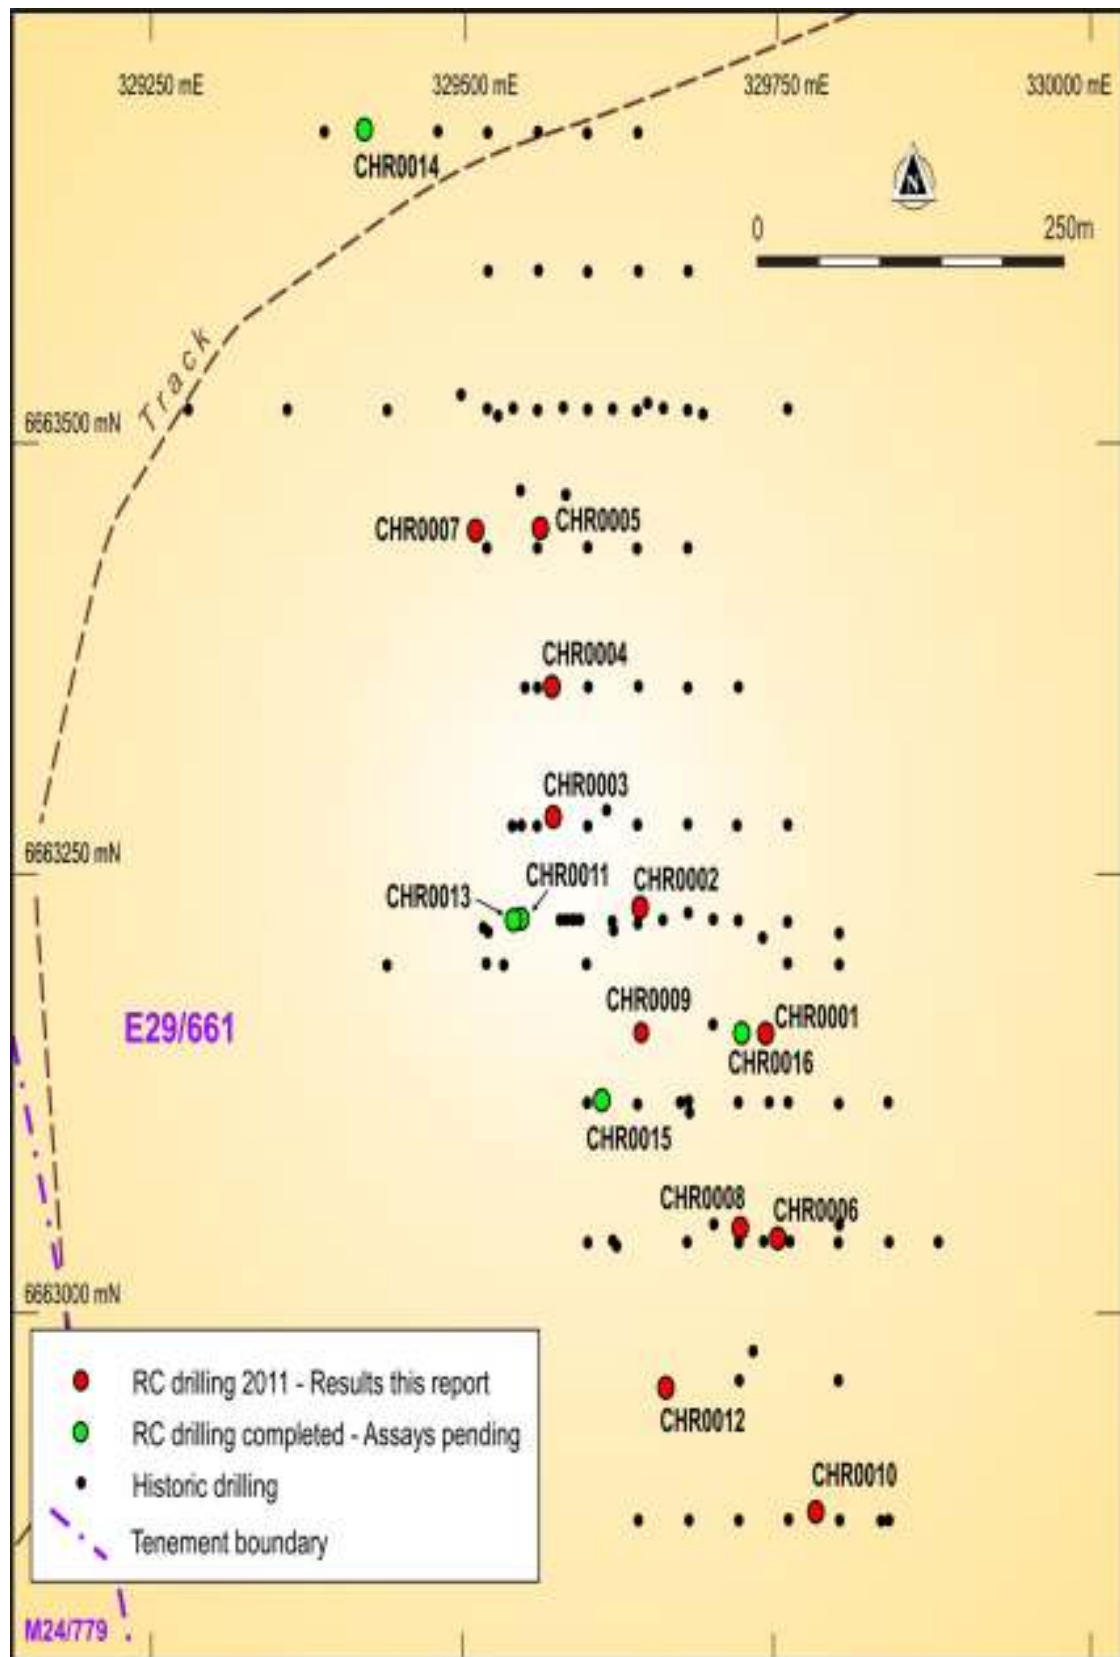 329250 mE
329500 mE
329750 mE
330000 mE
CHR0014
N
0
250m
Track
6663500 mN
CHR0007
CHR0005
CHR0004
CHR0003
6663250 mN
CHR0013
CHR0011
CHR0002
E29/661
CHR0009
CHR0001
CHR0016
CHR0015
CHR0008
CHR0006
6663000 mN
RC drilling 2011 - Results this report
RC drilling completed - Assays pending
Historic drilling
Tenement boundary
CHR0012
CHR0010
M24/779